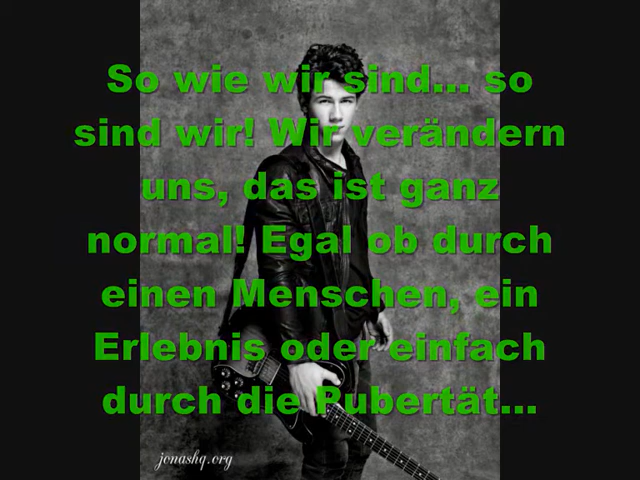 So wie wir sind... so
sind wir! Wir verändern
uns, das ist ganz
normal! Egal ob durch
einen Menschen, ein
Erlebnis oder einfach
durch die Pubertät...
jonashq.org